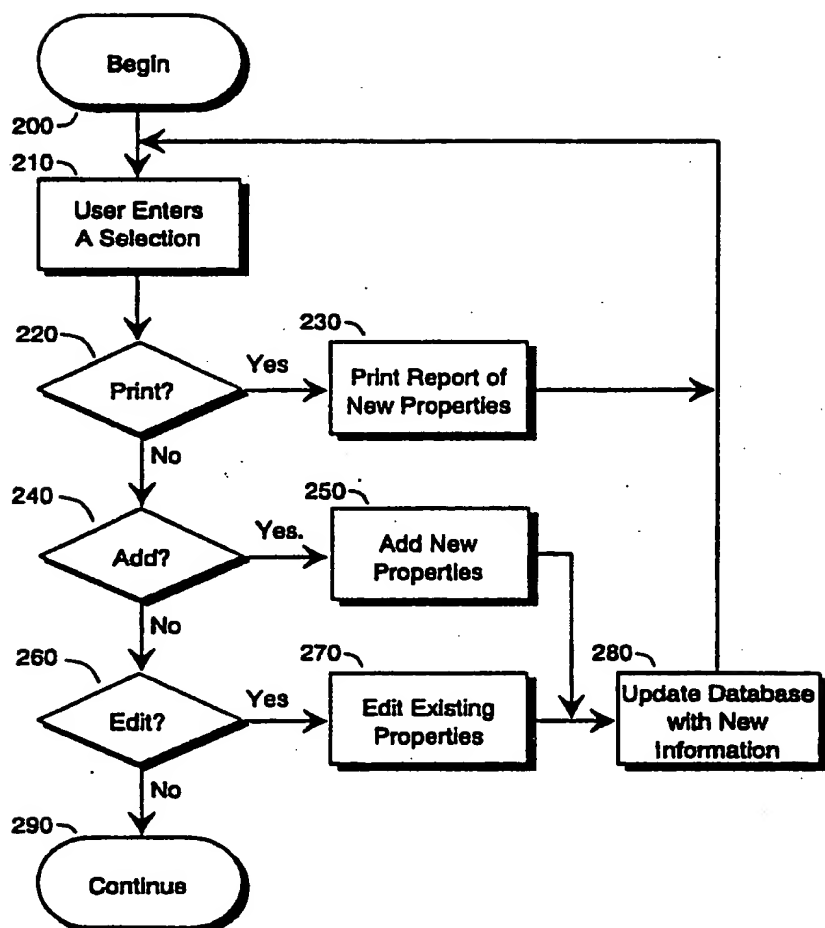 Begin
200
210
User Enters
A Selection
220
Print?
Yes
230
Print Report of
New Properties
No
240
Add?
Yes.
250
Add New
Properties
No
260
Edit?
Yes
270
Edit Existing
Properties
280
Update Database
with New
Information
No
290
Continue